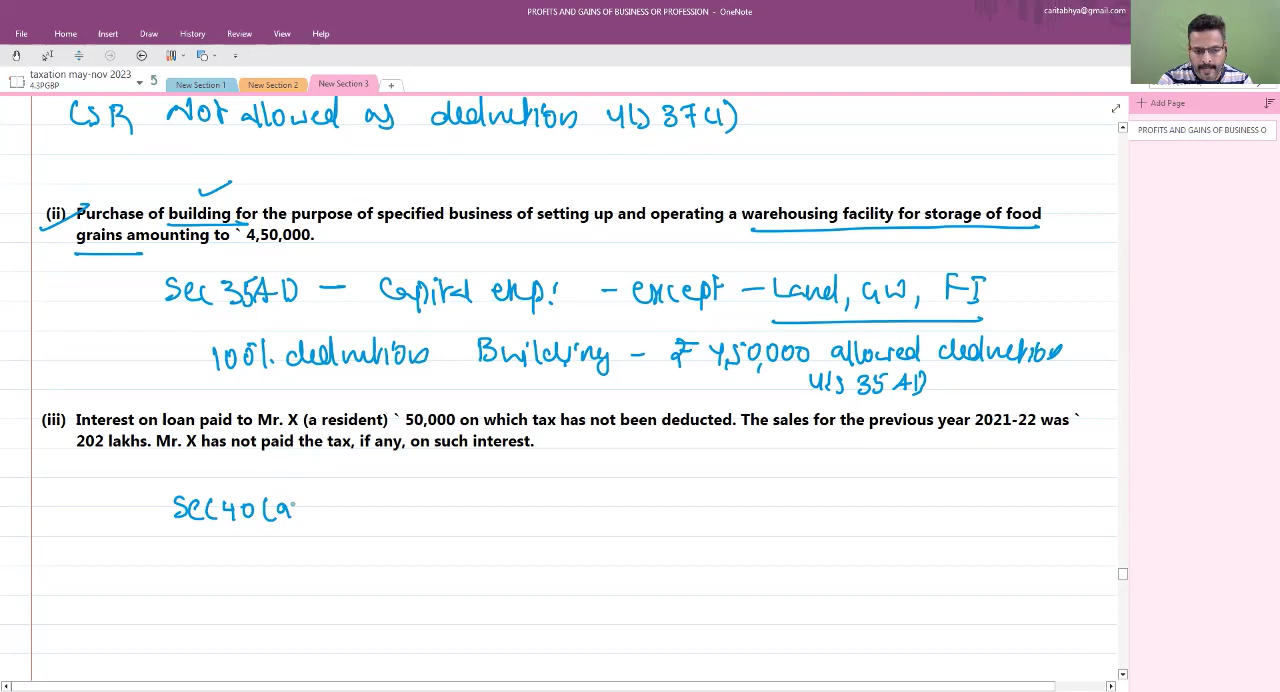 PROFITS AND GAINS OF BUSINESS OR PROFESSION - OneNote
caritabhya@gmail.com
File Home Insert Draw History Review View Help
taxation may-nov 2023
4.3PGBP
New Section 1 New Section 2 New Section 3 +
Add Page
PROFITS AND GAINS OF BUSINESS O
CSR Not allowed as deduction u/s 37(1)
(ii) Purchase of building for the purpose of specified business of setting up and operating a warehousing facility for storage of food
grains amounting to ` 4,50,000.
Sec 35AD - Capital exp: - except - Land, GW, FI
100% deduction Building - ₹ 4,50,000 allowed deduction
u/s 35AD
(iii) Interest on loan paid to Mr. X (a resident) ` 50,000 on which tax has not been deducted. The sales for the previous year 2021-22 was `
202 lakhs. Mr. X has not paid the tax, if any, on such interest.
Sec 40(a